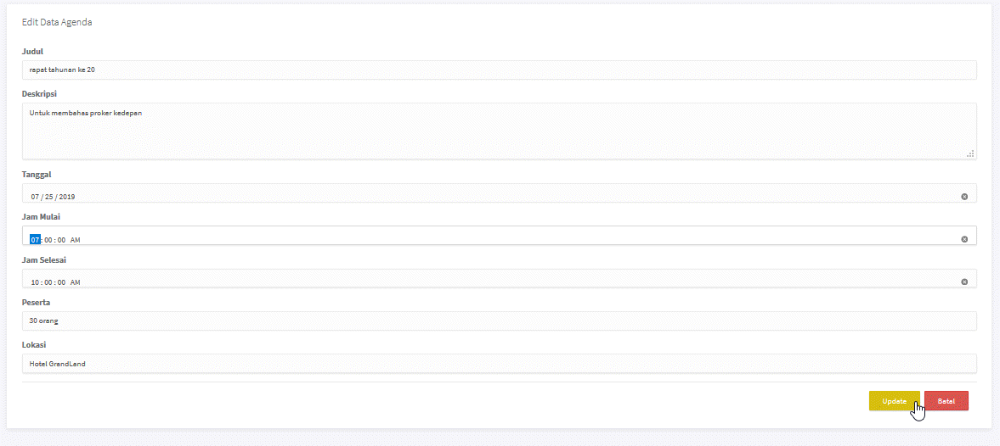 Edit Data Agenda
Judul
rapat tahunan ke 20
Deskripsi
Untuk membahas proker kedepan
Tanggal
07 / 25 / 2019
Jam Mulai
07 : 00 : 00 AM
Jam Selesai
10 : 00 : 00 AM
Peserta
30 orang
Lokasi
Hotel GrandLand
Update Batal